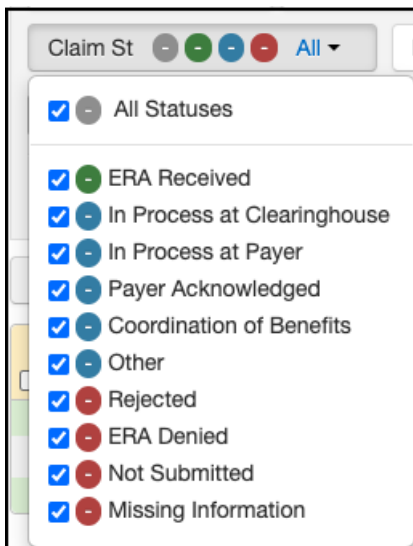 Claim St - - - - All
- All Statuses
- ERA Received
- In Process at Clearinghouse
- In Process at Payer
- Payer Acknowledged
- Coordination of Benefits
- Other
- Rejected
- ERA Denied
- Not Submitted
- Missing Information